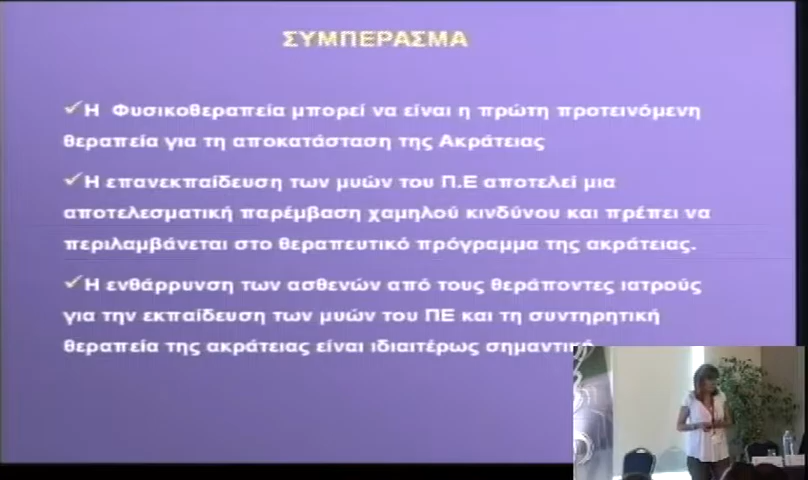 ΣΥΜΠΕΡΑΣΜΑ
✓Η Φυσικοθεραπεία μπορεί να είναι η πρώτη προτεινόμενη
θεραπεία για τη αποκατάσταση της Ακράτειας
✓Η επανεκπαίδευση των μυών του Π.Ε αποτελεί μια
αποτελεσματική παρέμβαση χαμηλού κινδύνου και πρέπει να
περιλαμβάνεται στο θεραπευτικό πρόγραμμα της ακράτειας.
✓Η ενθάρρυνση των ασθενών από τους θεράποντες ιατρούς
για την εκπαίδευση των μυών του ΠΕ και τη συντηρητική
θεραπεία της ακράτειας είναι ιδιαιτέρως σημαντική